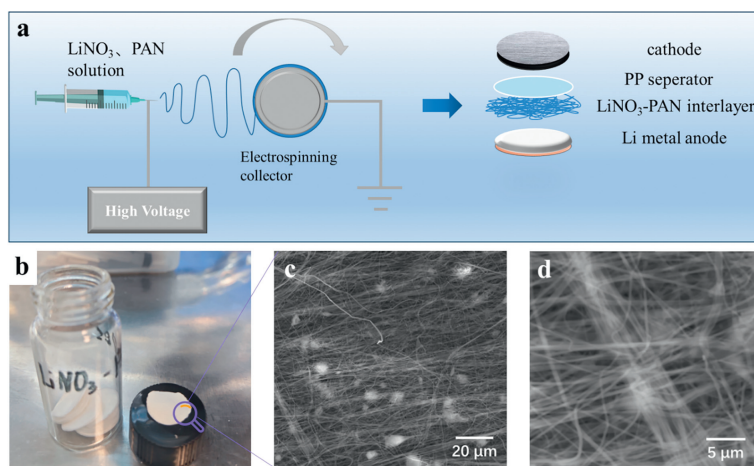 a
LiNO₃、PAN
solution
High Voltage
Electrospinning
collector
cathode
PP seperator
LiNO₃-PAN interlayer
Li metal anode
b
LiNO₃-
c
20 µm
d
5 µm